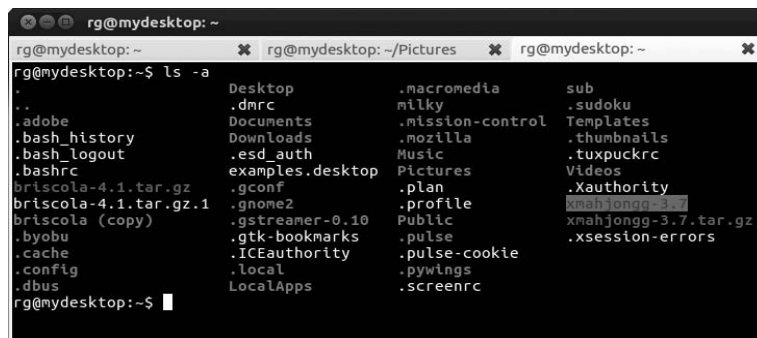 rg@mydesktop: ~
rg@mydesktop: ~ rg@mydesktop: ~/Pictures rg@mydesktop: ~
rg@mydesktop:~$ ls -a
. Desktop .macromedia sub
.. .dmrc milky .sudoku
.adobe Documents .mission-control Templates
.bash_history Downloads .mozilla .thumbnails
.bash_logout .esd_auth Music .tuxpuckrc
.bashrc examples.desktop Pictures Videos
briscola-4.1.tar.gz .gconf .plan .Xauthority
briscola-4.1.tar.gz.1 .gnome2 .profile xmahjongg-3.7
briscola (copy) .gstreamer-0.10 Public xmahjongg-3.7.tar.gz
.byobu .gtk-bookmarks .pulse .xsession-errors
.cache .ICEauthority .pulse-cookie
.config .local .pywings
.dbus LocalApps .screenrc
rg@mydesktop:~$